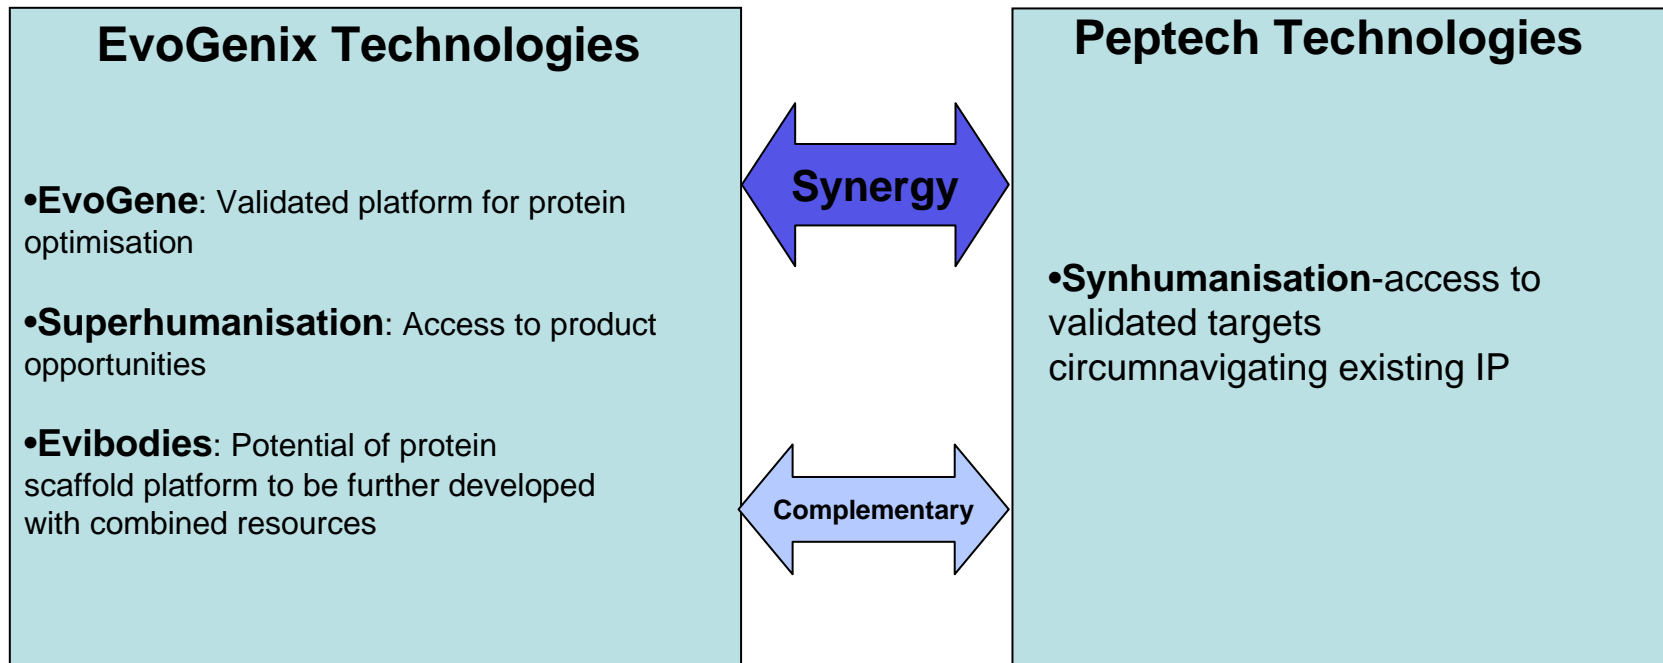 EvoGenix Technologies
•EvoGene: Validated platform for protein
optimisation
•Superhumanisation: Access to product
opportunities
•Evibodies: Potential of protein
scaffold platform to be further developed
with combined resources
Synergy
Complementary
Peptech Technologies
•Synhumanisation-access to
validated targets
circumnavigating existing IP